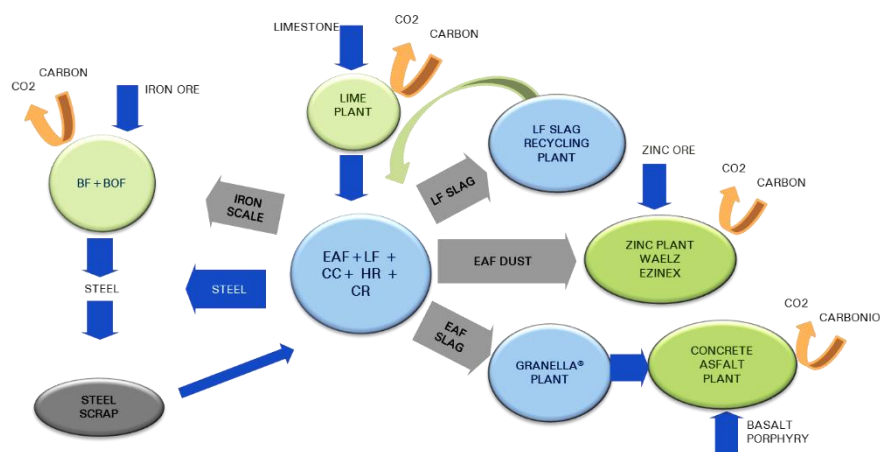 CO2
LIMESTONE
CARBON
CO2
CARBON
IRON ORE
LIME
PLANT
LF SLAG
RECYCLING
PLANT
ZINC ORE
CO2
CARBON
BF+BOF
IRON
SCALE
LF SLAG
EAF+LF+
CC+ HR +
CR
EAF DUST
ZINC PLANT
WAELZ
EZINEX
STEEL
STEEL
EAF
SLAG
CO2
CARBONIO
GRANELLA® 
PLANT
CONCRETE
ASFALT
PLANT
STEEL
SCRAP
BASALT
PORPHYRY